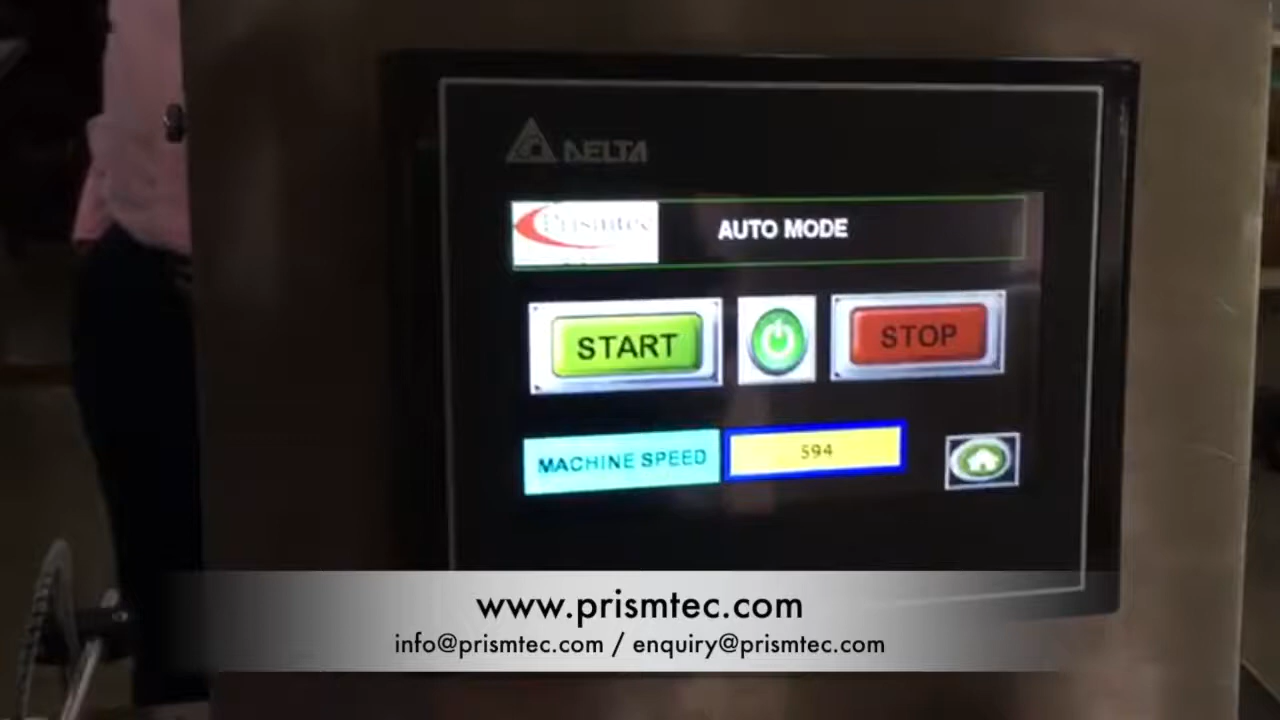 DELTA
Prismtec
AUTO MODE
START
STOP
MACHINE SPEED
594
www.prismtec.com
info@prismtec.com / enquiry@prismtec.com